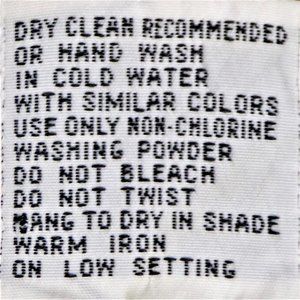 DRY CLEAN RECOMMENDED
OR HAND WASH
IN COLD WATER
WITH SIMILAR COLORS
USE ONLY NON-CHLORINE
WASHING POWDER
DO NOT BLEACH
DO NOT TWIST
HANG TO DRY IN SHADE
WARM IRON
ON LOW SETTING